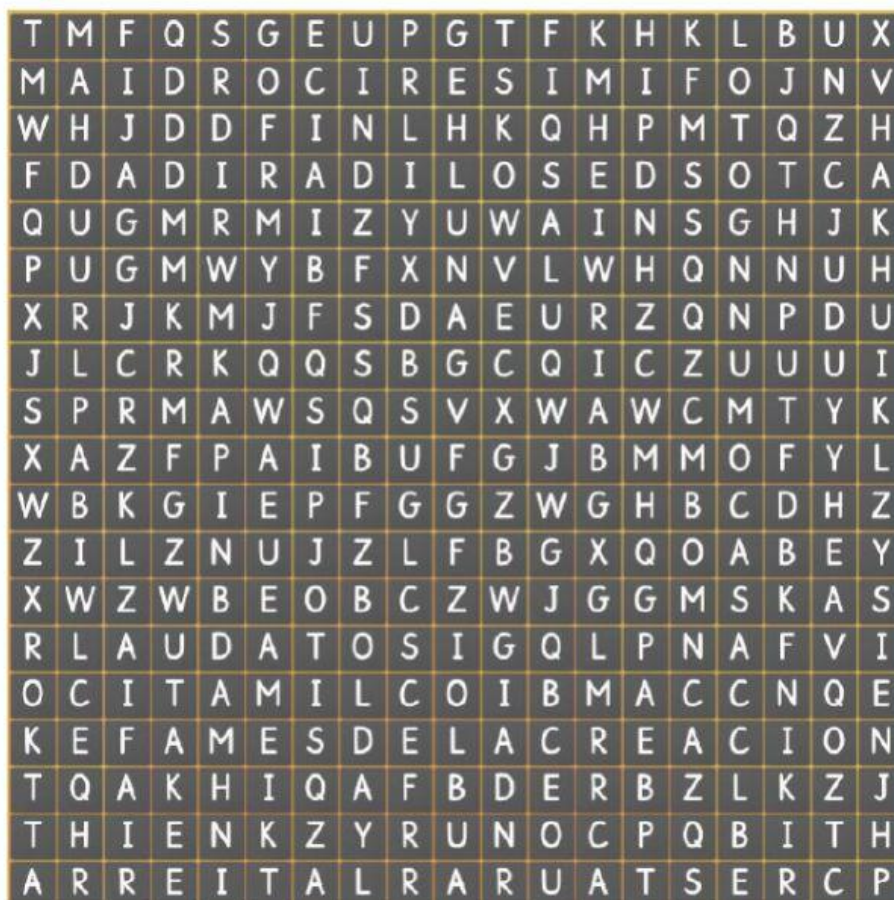 T M F Q S G E U P G T F K H K L B U X
M A I D R O C I R E S I M I F O J N V
W H J D D F I N L H K Q H P M T Q Z H
F D A D I R A D I L O S E D S O T C A
Q U G M R M I Z Y U W A I N S G H J K
P U G M W Y B F X N V L W H Q N N U H
X R J K M J F S D A E U R Z Q N P D U
J L C R K Q Q S B G C Q I C Z U U U I
S P R M A W S Q S V X W A W C M T Y K
X A Z F P A I B U F G J B M M O F Y L
W B K G I E P F G G Z W G H B C D H Z
Z I L Z N U J Z L F B G X Q O A B E Y
X W Z W B E O B C Z W J G G M S K A S
R L A U D A T O S I G Q L P N A F V I
O C I T A M I L C O I B M A C C N Q E
K E F A M E S D E L A C R E A C I O N
T Q A K H I Q A F B D E R B Z L K Z J
T H I E N K Z Y R U N O C P Q B I T H
A R R E I T A L R A R U A T S E R C P